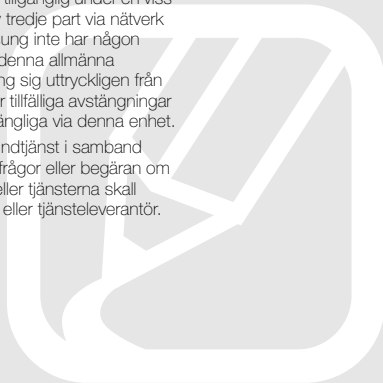 tillgänglig under en viss
tredje part via nätverk
ung inte har någon
denna allmänna
ng sig uttryckligen från
r tillfälliga avstängningar
ängliga via denna enhet.
ndtjänst i samband
frågor eller begäran om
eller tjänsterna skall
eller tjänsteleverantör.